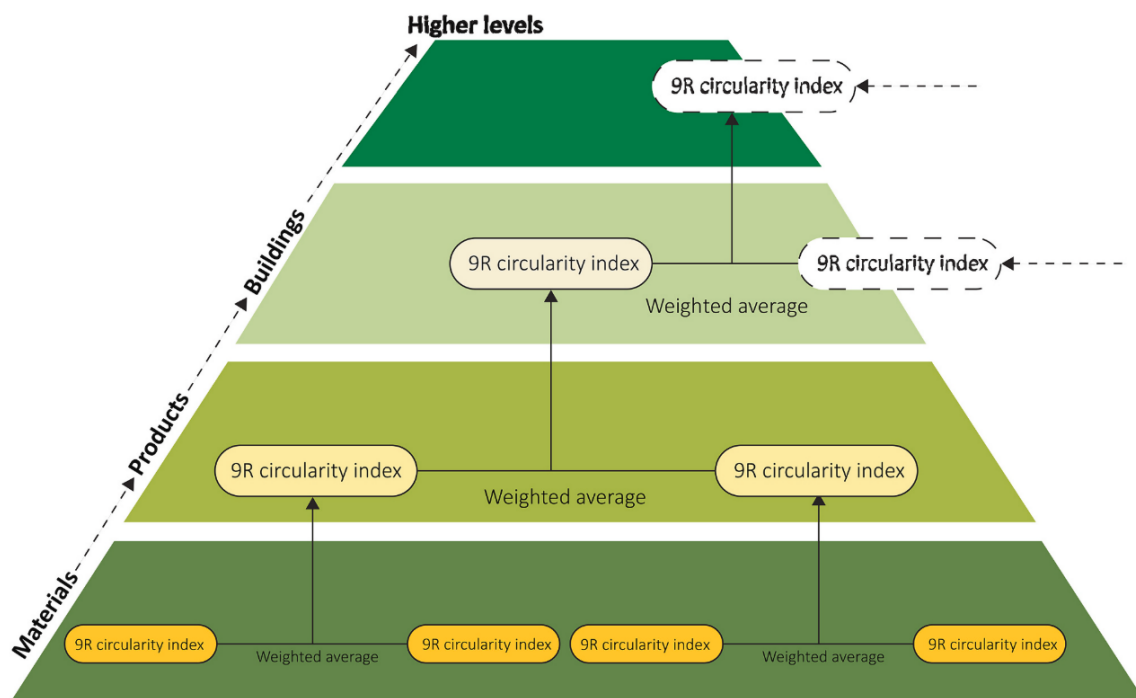 Higher levels
9R circularity index
Buildings
9R circularity index
9R circularity index
Weighted average
Products
9R circularity index
9R circularity index
Weighted average
Materials
9R circularity index
9R circularity index
9R circularity index
9R circularity index
Weighted average
Weighted average